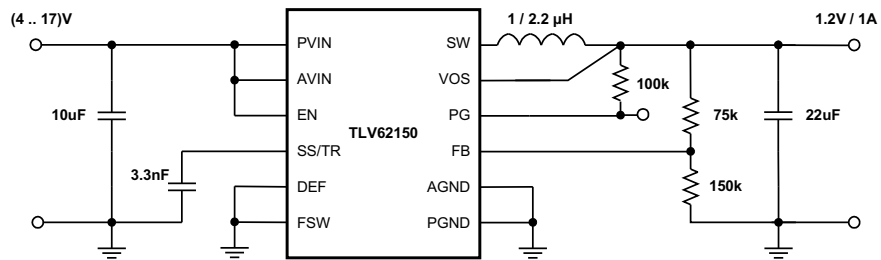 (4 .. 17)V
1 / 2.2 µH
1.2V / 1A
PVIN
SW
AVIN
VOS
100k
10uF
EN
PG
75k
22uF
TLV62150
SS/TR
FB
3.3nF
DEF
AGND
150k
FSW
PGND